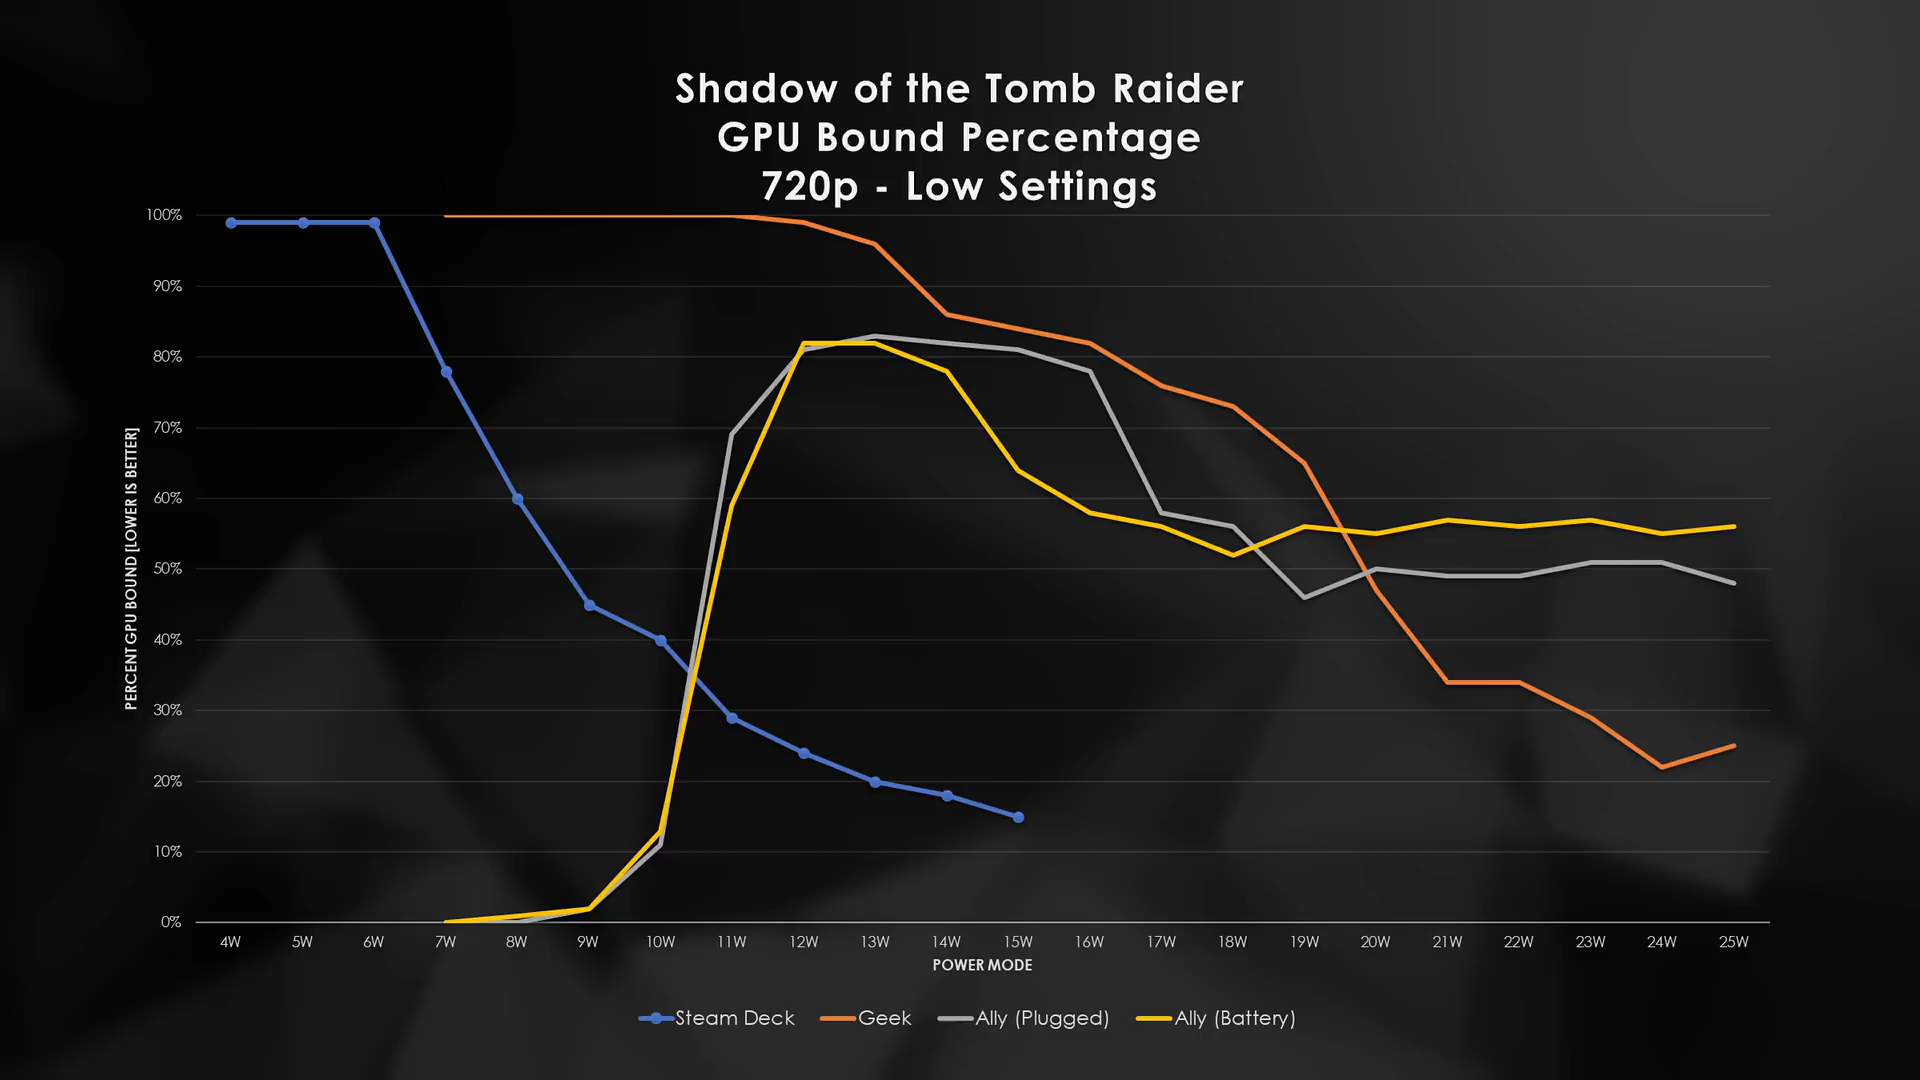 Shadow of the Tomb Raider
GPU Bound Percentage
720p - Low Settings
PERCENT GPU BOUND [LOWER IS BETTER]
100%
90%
80%
70%
60%
50%
40%
30%
20%
10%
0%
4W 5W 6W 7W 8W 9W 10W 11W 12W 13W 14W 15W 16W 17W 18W 19W 20W 21W 22W 23W 24W 25W
POWER MODE
Steam Deck Geek Ally (Plugged) Ally (Battery)